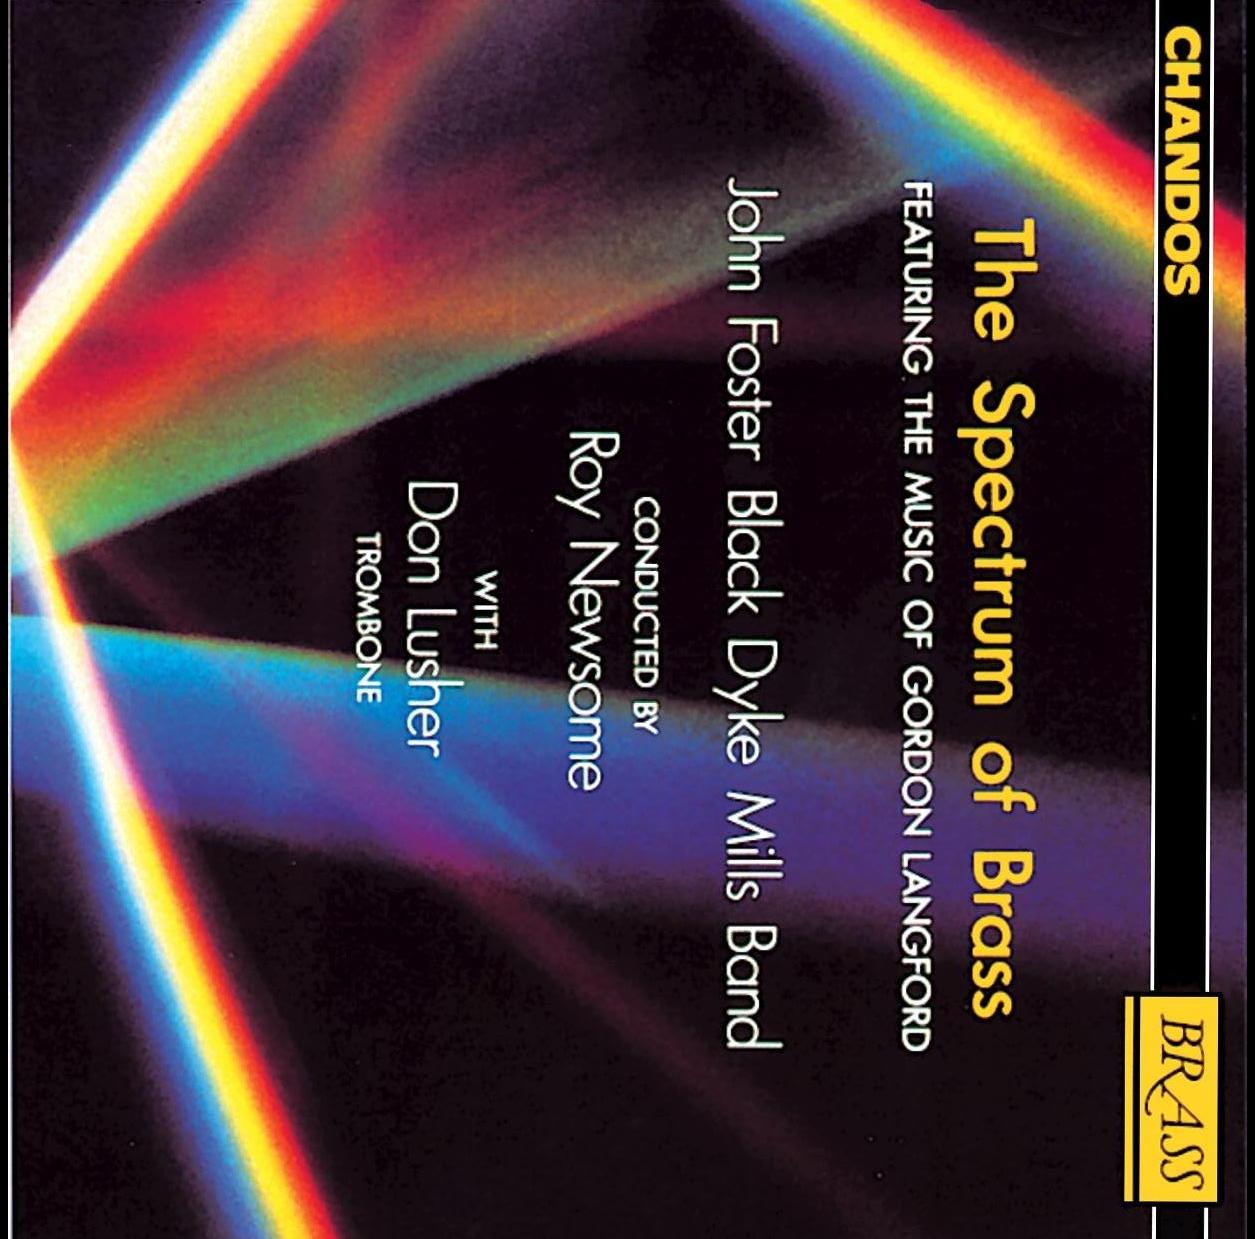 CHANDOS
BRASS
The Spectrum of Brass
FEATURING THE MUSIC OF GORDON LANGFORD
John Foster Black Dyke Mills Band
CONDUCTED BY
Roy Newsome
WITH
Don Lusher
TROMBONE